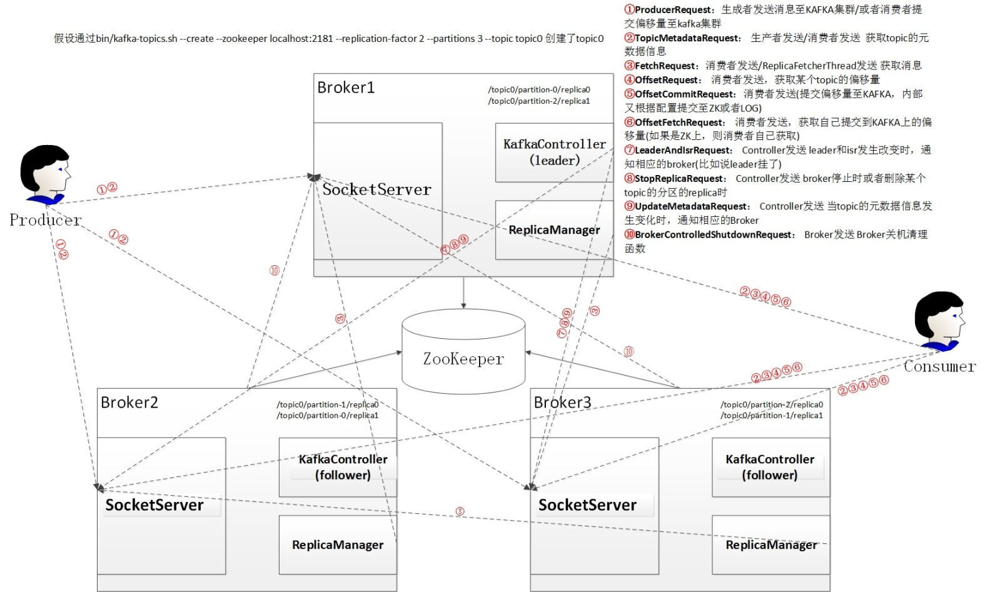 ①ProducerRequest：生成者发送消息至KAFKA集群/或者消费者提
交偏移量至kafka集群
假设通过bin/kafka-topics.sh --create --zookeeper localhost:2181 --replication-factor 2 --partitions 3 --topic topic0 创建了topic0
②TopicMetadataRequest： 生产者发送/消费者发送 获取topic的元
数据信息
③FetchRequest：消费者发送/ReplicaFetcherThread发送 获取消息
④OffsetRequest： 消费者发送，获取某个topic的偏移量
⑤OffsetCommitRequest： 消费者发送(提交偏移量至KAFKA，内部
又根据配置提交至ZK或者LOG)
⑥OffsetFetchRequest： 消费者发送，获取自己提交到KAFKA上的偏
移量(如果是ZK上，则消费者自己获取)
⑦LeaderAndIsrRequest： Controller发送 leader和isr发生改变时，通
知相应的broker(比如说leader挂了)
⑧StopReplicaRequest： Controller发送 broker停止时或者删除某个
topic的分区的replica时
⑨UpdateMetadataRequest： Controller发送 当topic的元数据信息发
生变化时，通知相应的Broker
⑩BrokerControlledShutdownRequest： Broker发送 Broker关机清理
函数
Broker1
/topic0/partition-0/replica0
/topic0/partition-2/replica1
KafkaController
(leader)
SocketServer
ReplicaManager
Producer
①②
①②
①②
⑦⑧⑨
⑩
②③④⑤⑥
③
⑦⑧⑨
③
⑩
ZooKeeper
Consumer
②③④⑤⑥
②③④⑤⑥
Broker2
/topic0/partition-1/replica0
/topic0/partition-0/replica1
KafkaController
(follower)
SocketServer
ReplicaManager
③
Broker3
/topic0/partition-2/replica0
/topic0/partition-1/replica1
KafkaController
(follower)
SocketServer
ReplicaManager